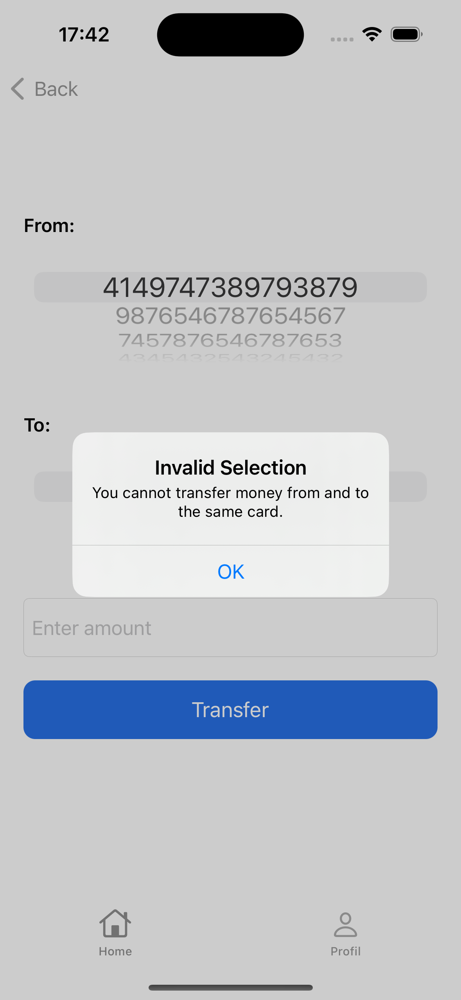 17:42
Back
From:
4149747389793879
9876546787654567
7457876546787653
4345432543245432
To:
Invalid Selection
You cannot transfer money from and to
the same card.
OK
Enter amount
Transfer
Home
Profil